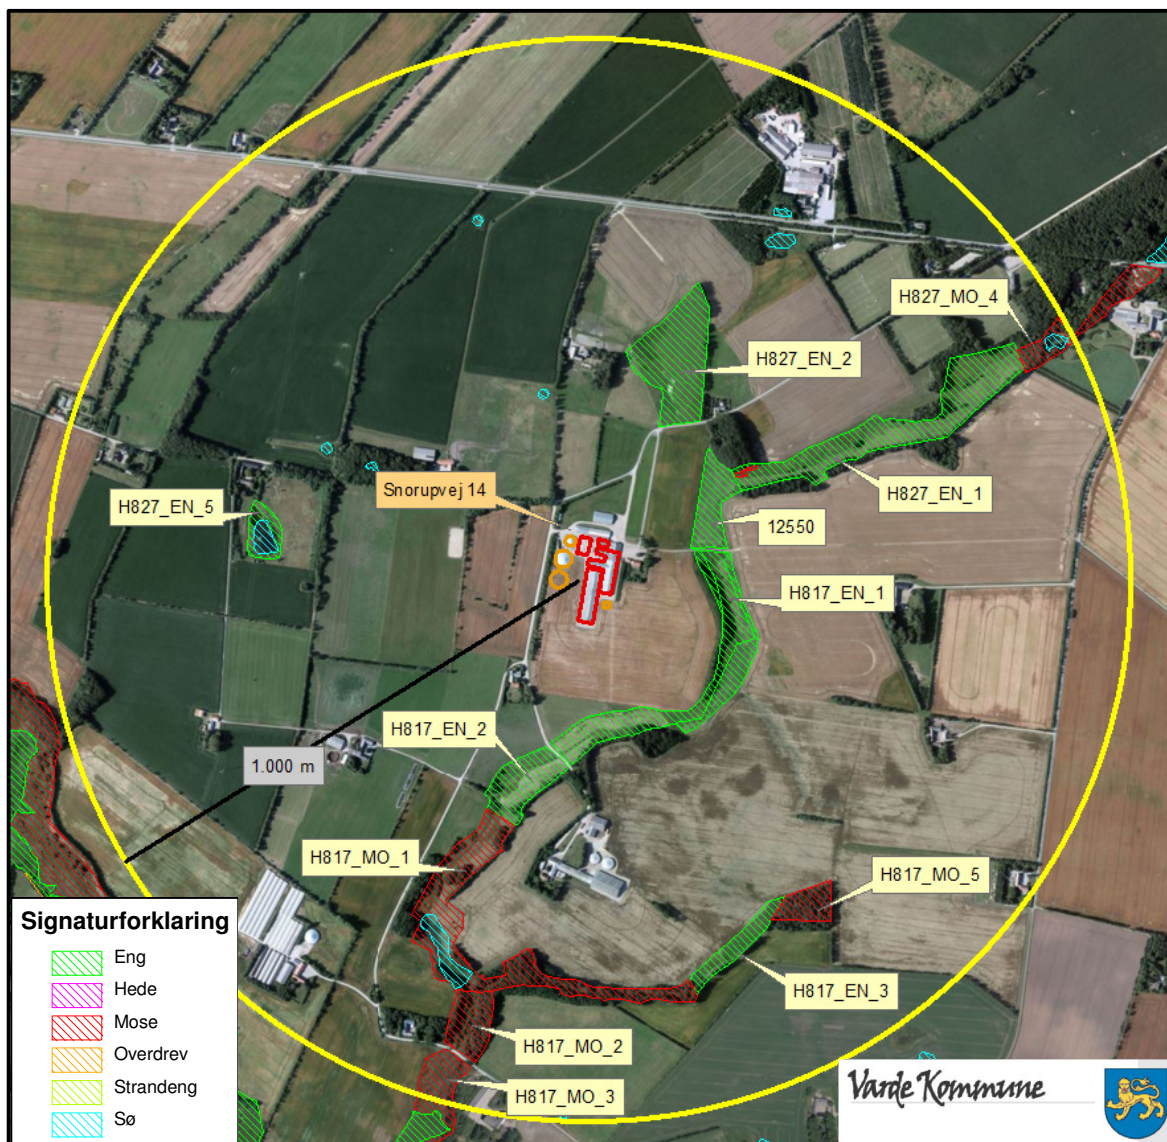 H827_MO_4
H827_EN_2
Snorupvej 14
H827_EN_5
H827_EN_1
12550
H817_EN_1
H817_EN_2
1.000 m
H817_MO_1
H817_MO_5
H817_EN_3
H817_MO_2
H817_MO_3
Signaturforklaring
Eng
Hede
Mose
Overdrev
Strandeng
Sø
Varde Kommune